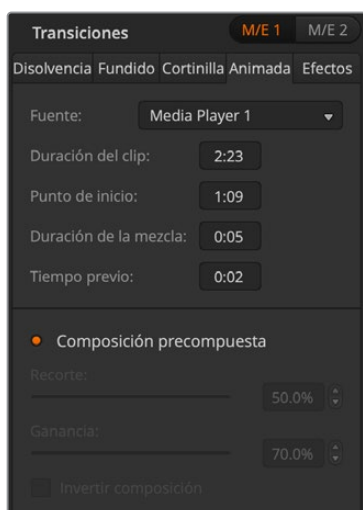 Transiciones M/E 1 M/E 2
Disolvencia Fundido Cortinilla Animada Efectos
Fuente: Media Player 1
Duración del clip: 2:23
Punto de inicio: 1:09
Duración de la mezcla: 0:05
Tiempo previo: 0:02
Composición precompuesta
Recorte:
50.0%
Ganancia:
70.0%
Invertir composición